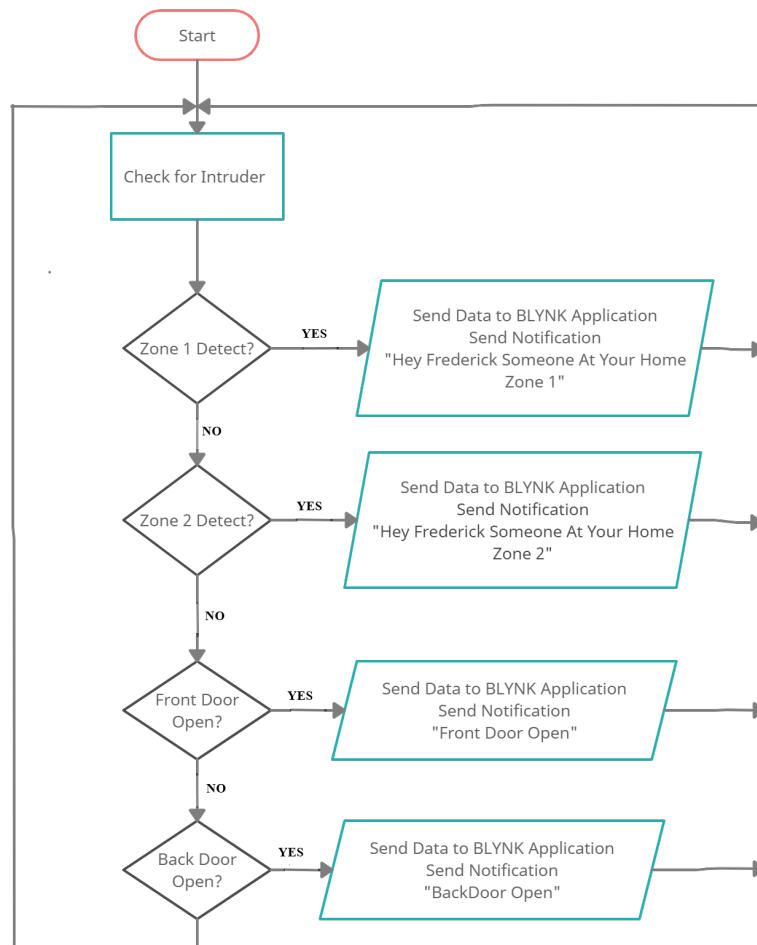 Start
Check for Intruder
Zone 1 Detect?
YES
Send Data to BLYNK Application
Send Notification
"Hey Frederick Someone At Your Home
Zone 1"
NO
Zone 2 Detect?
YES
Send Data to BLYNK Application
Send Notification
"Hey Frederick Someone At Your Home
Zone 2"
NO
Front Door
Open?
YES
Send Data to BLYNK Application
Send Notification
"Front Door Open"
NO
Back Door
Open?
YES
Send Data to BLYNK Application
Send Notification
"BackDoor Open"